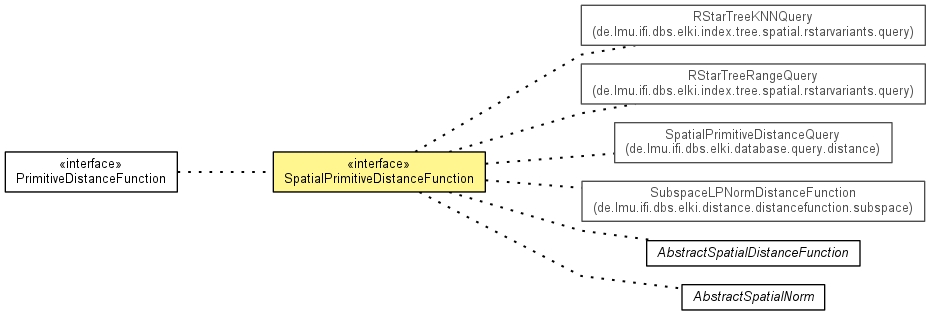 «interface»
PrimitiveDistanceFunction
«interface»
SpatialPrimitiveDistanceFunction
RStarTreeKNNQuery
(de.lmu.ifi.dbs.elki.index.tree.spatial.rstarvariants.query)
RStarTreeRangeQuery
(de.lmu.ifi.dbs.elki.index.tree.spatial.rstarvariants.query)
SpatialPrimitiveDistanceQuery
(de.lmu.ifi.dbs.elki.database.query.distance)
SubspaceLPNormDistanceFunction
(de.lmu.ifi.dbs.elki.distance.distancefunction.subspace)
AbstractSpatialDistanceFunction
AbstractSpatialNorm